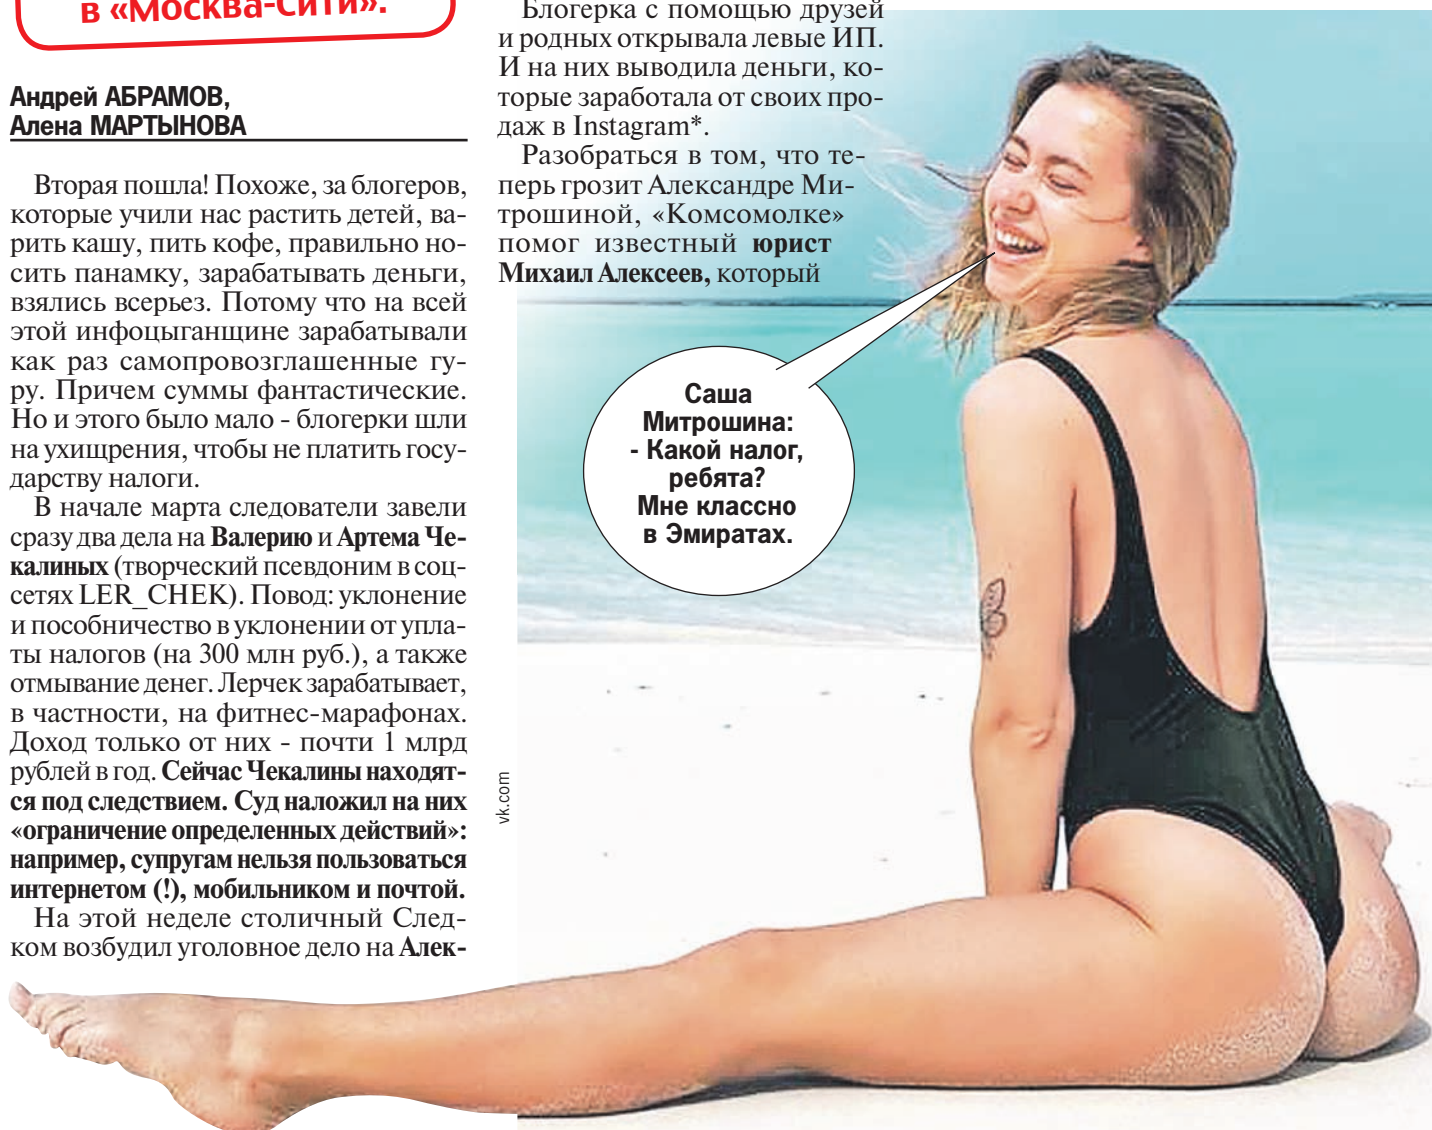 в «Москва-Сити».
Андрей АБРАМОВ,
Алена МАРТЫНОВА
Вторая пошла! Похоже, за блогеров,
которые учили нас растить детей, ва-
рить кашу, пить кофе, правильно но-
сить панамку, зарабатывать деньги,
взялись всерьез. Потому что на всей
этой инфоцыганщине зарабатывали
как раз самопровозглашенные гу-
ру. Причем суммы фантастические.
Но и этого было мало - блогерки шли
на ухищрения, чтобы не платить госу-
дарству налоги.
В начале марта следователи завели
сразу два дела на Валерию и Артема Че-
калиных (творческий псевдоним в соц-
сетях LER_CHEK). Повод: уклонение
и пособничество в уклонении от упла-
ты налогов (на 300 млн руб.), а также
отмывание денег. Лерчек зарабатывает,
в частности, на фитнес-марафонах.
Доход только от них - почти 1 млрд
рублей в год. Сейчас Чекалины находят-
ся под следствием. Суд наложил на них
«ограничение определенных действий»:
например, супругам нельзя пользоваться
интернетом (!), мобильником и почтой.
На этой неделе столичный След-
ком возбудил уголовное дело на Алек-
Блогерка с помощью друзей
и родных открывала левые ИП.
И на них выводила деньги, ко-
торые заработала от своих про-
даж в Instagram*.
Разобраться в том, что те-
перь грозит Александре Ми-
трошиной, «Комсомолке»
помог известный юрист
Михаил Алексеев, который
Саша
Митрошина:
- Какой налог,
ребята?
Мне классно
в Эмиратах.
vk.com